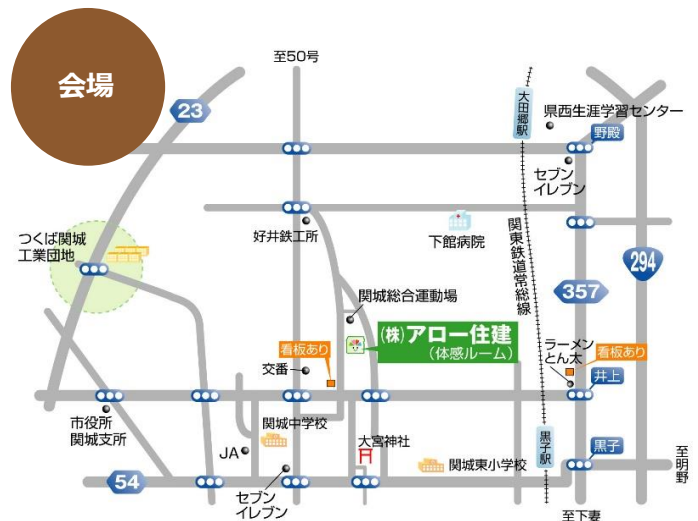 会場
至50号
23
大田郷駅
県西生涯学習センター
野殿
セブン
イレブン
つくば関城
工業団地
好井鉄工所
下館病院
関東鉄道常総線
294
357
関城総合運動場
(株)アロー住建
(体感ルーム)
ラーメン
とん太
看板あり
看板あり
交番
井上
市役所
関城支所
関城中学校
JA
大宮神社
黒子駅
黒子
至明野
関城東小学校
54
セブン
イレブン
至下妻